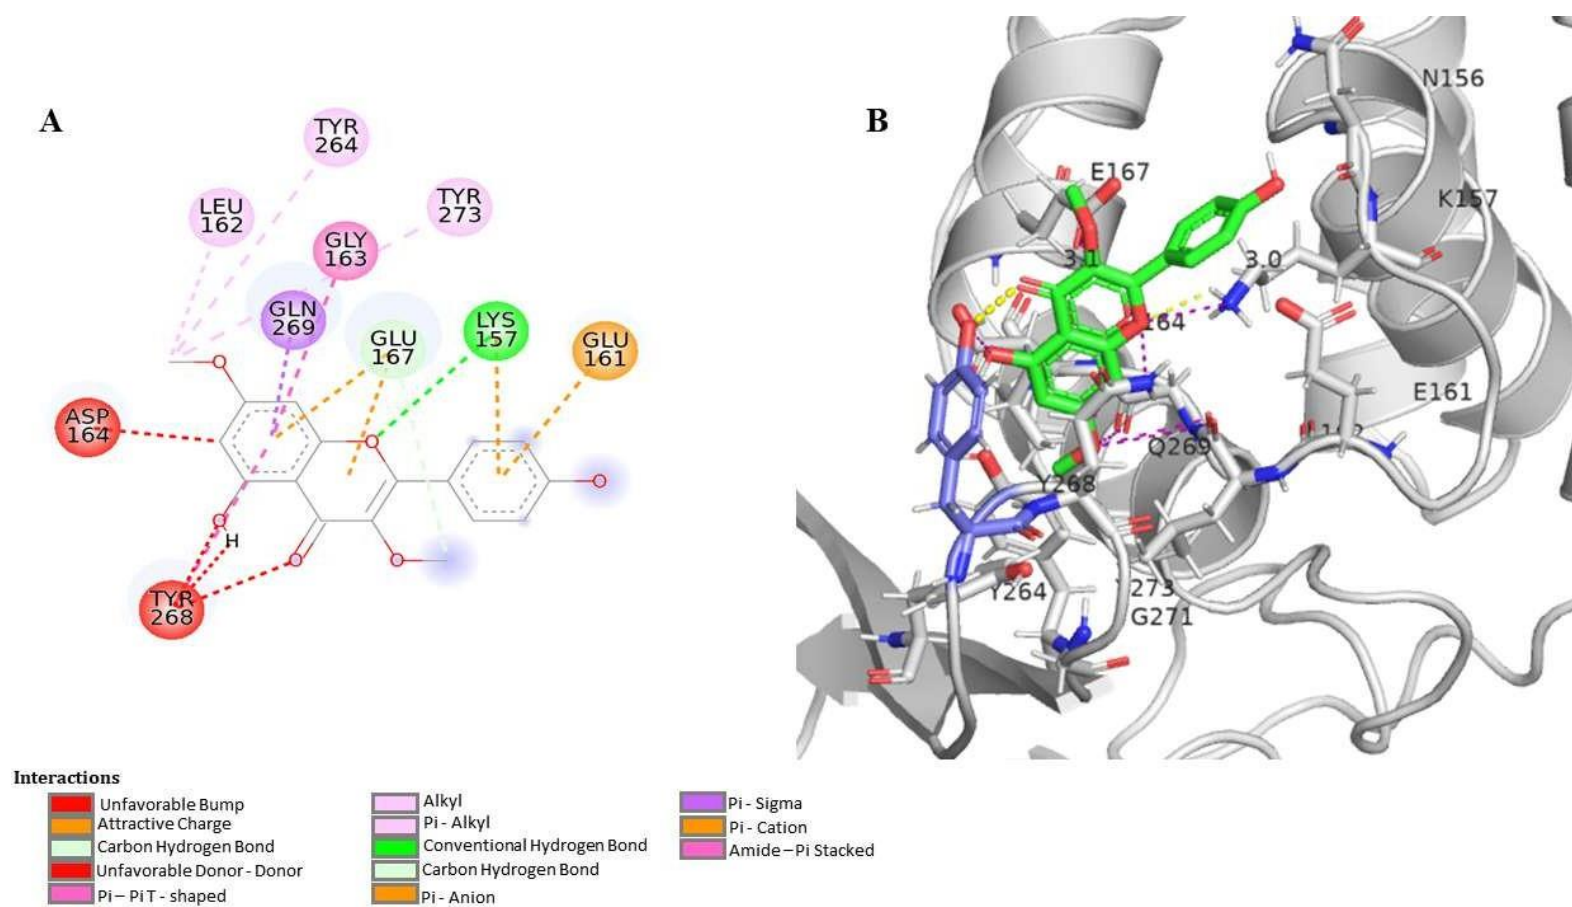 A
TYR
264
LEU
162
TYR
273
GLY
163
GLN
269
GLU
167
LYS
157
GLU
161
ASP
164
TYR
268
O
O
O
O
H
O
O
B
N156
E167
K157
3.1
3.0
164
E161
Q269
Y268
Y264
273
G271
Interactions
Unfavorable Bump
Attractive Charge
Carbon Hydrogen Bond
Unfavorable Donor - Donor
Pi – Pi T - shaped
Alkyl
Pi - Alkyl
Conventional Hydrogen Bond
Carbon Hydrogen Bond
Pi - Anion
Pi - Sigma
Pi - Cation
Amide – Pi Stacked